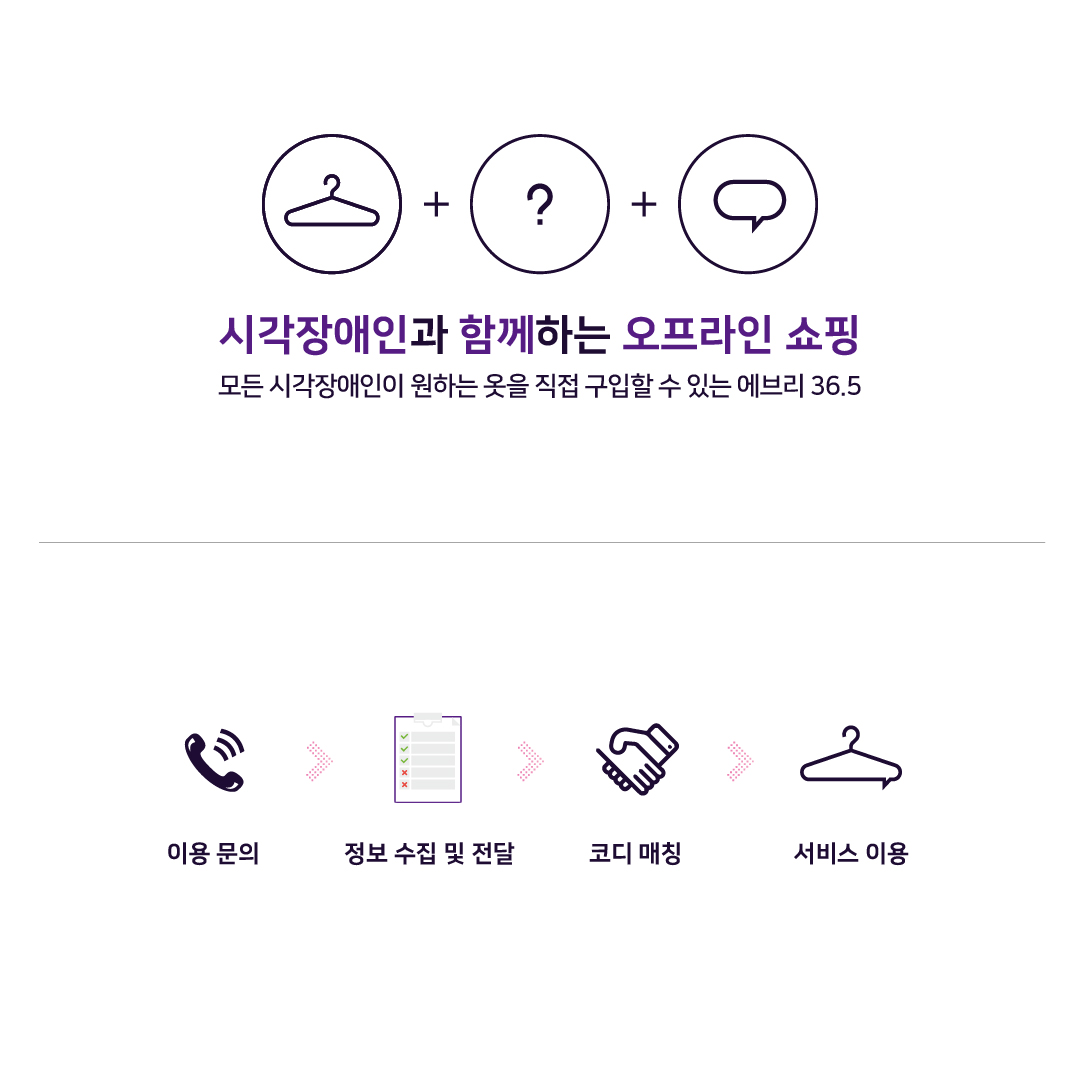 시각장애인과 함께하는 오프라인 쇼핑
모든 시각장애인이 원하는 옷을 직접 구입할 수 있는 에브리 36.5
이용 문의
정보 수집 및 전달
코디 매칭
서비스 이용